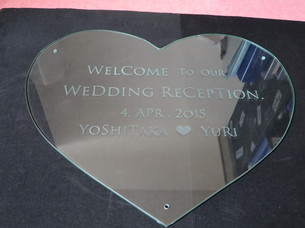 WELCOME TO OUR
WEDDING RECEPTION.
4. APR. 2015
YOSHITAKA ♥ YURI